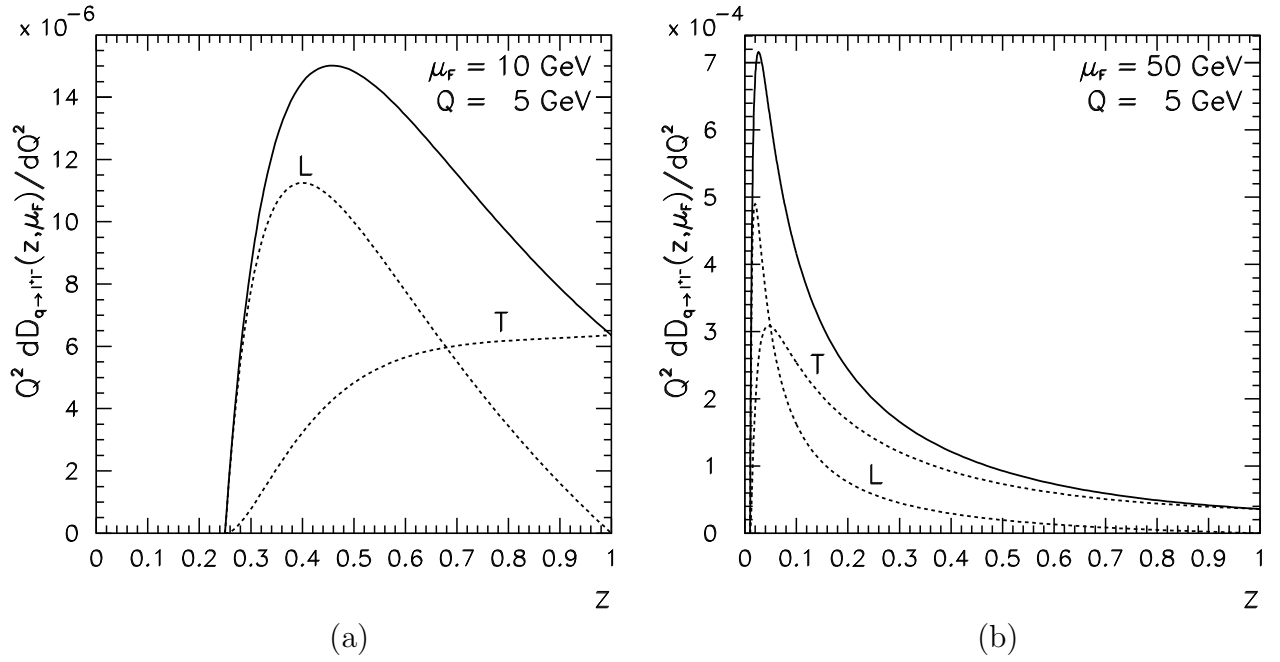 x 10⁻⁶
Q² dD_q→l⁺l⁻(z,μ_F)/dQ²
μ_F = 10 GeV
Q = 5 GeV
L
T
14
12
10
8
6
4
2
0
0 0.1 0.2 0.3 0.4 0.5 0.6 0.7 0.8 0.9 1
z
(a)
x 10⁻⁴
Q² dD_q→l⁺l⁻(z,μ_F)/dQ²
μ_F = 50 GeV
Q = 5 GeV
T
L
7
6
5
4
3
2
1
0
0 0.1 0.2 0.3 0.4 0.5 0.6 0.7 0.8 0.9 1
z
(b)